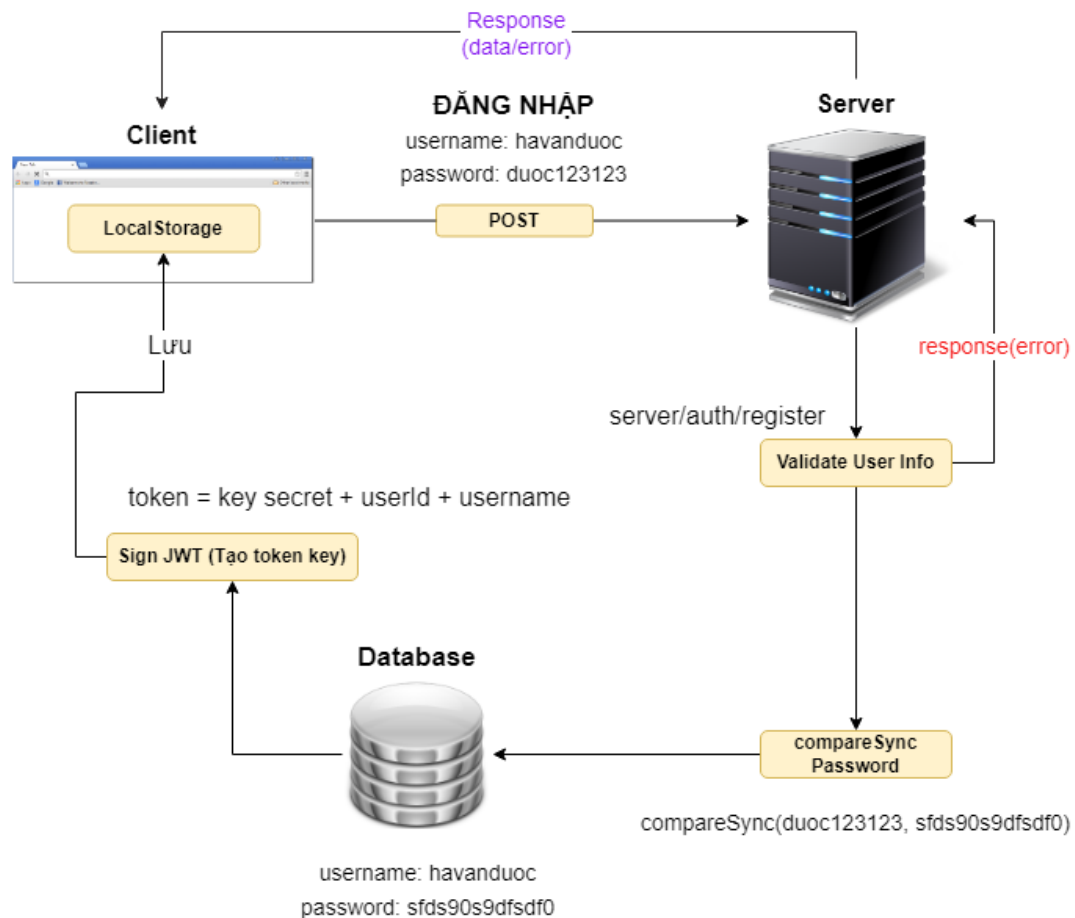 Response
(data/error)
ĐĂNG NHẬP
Server
Client
username: havanduoc
password: duoc123123
LocalStorage
POST
Lưu
response(error)
server/auth/register
Validate User Info
token = key secret + userId + username
Sign JWT (Tạo token key)
Database
compareSync
Password
compareSync(duoc123123, sfds90s9dfsdf0)
username: havanduoc
password: sfds90s9dfsdf0